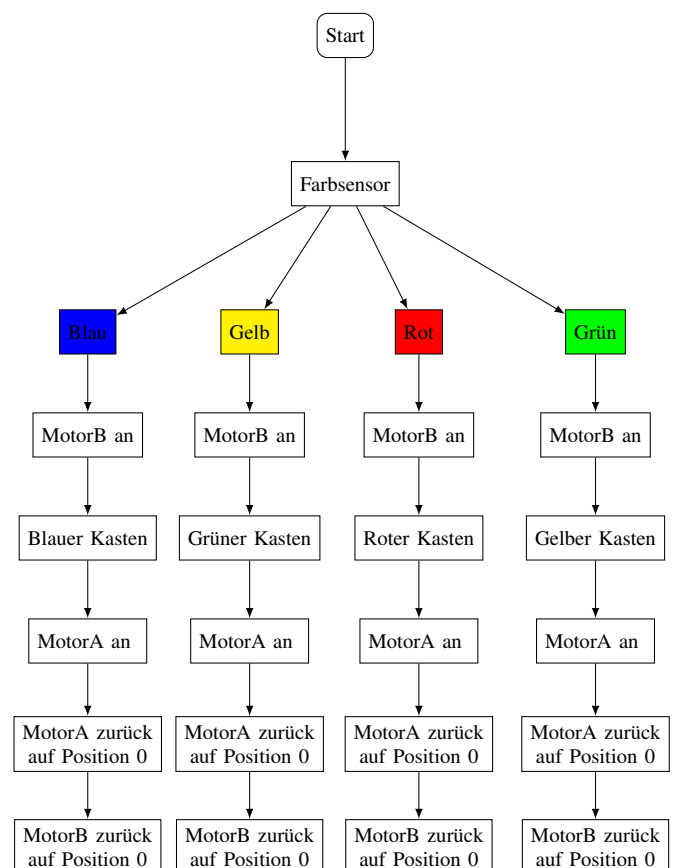 Start
Farbsensor
Blau
Gelb
Rot
Grün
MotorB an
MotorB an
MotorB an
MotorB an
Blauer Kasten
Grüner Kasten
Roter Kasten
Gelber Kasten
MotorA an
MotorA an
MotorA an
MotorA an
MotorA zurück
auf Position 0
MotorA zurück
auf Position 0
MotorA zurück
auf Position 0
MotorA zurück
auf Position 0
MotorB zurück
auf Position 0
MotorB zurück
auf Position 0
MotorB zurück
auf Position 0
MotorB zurück
auf Position 0